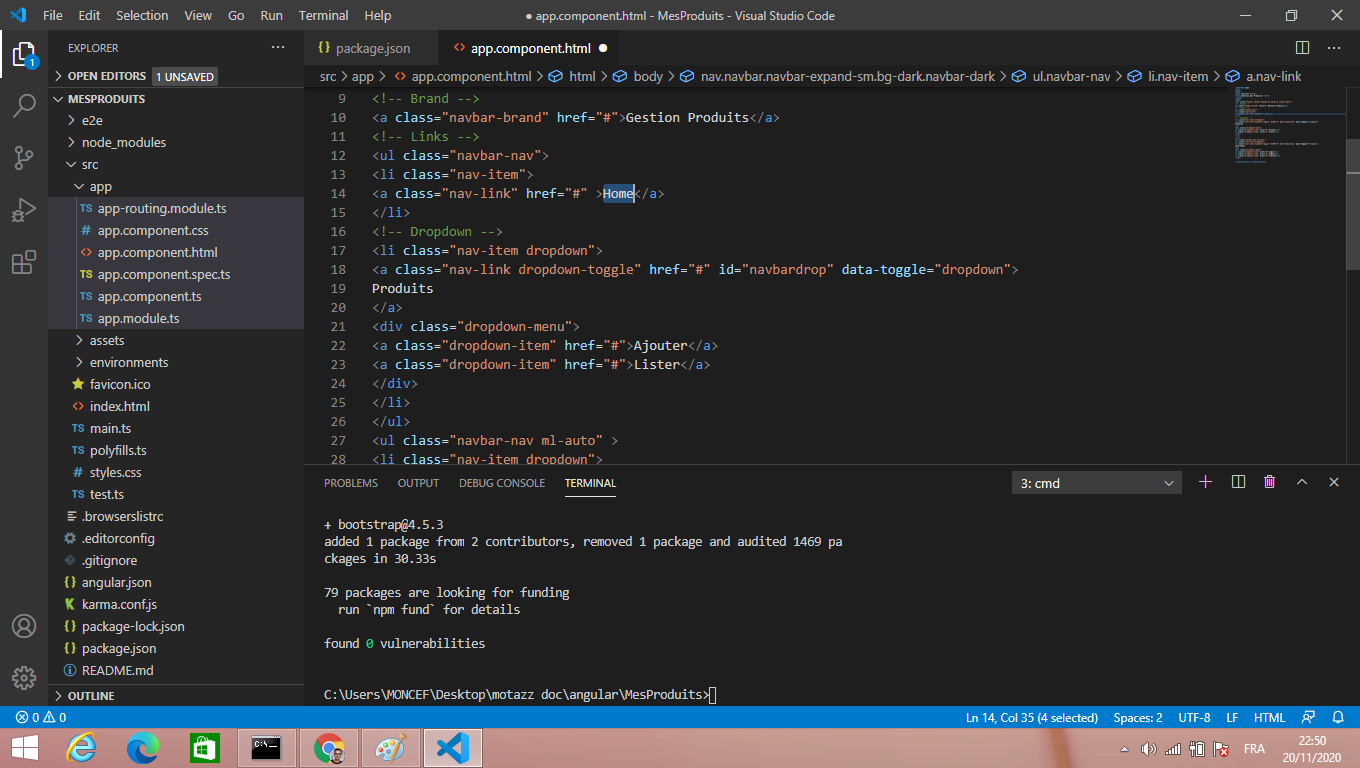 File Edit Selection View Go Run Terminal Help
● app.component.html - MesProduits - Visual Studio Code
EXPLORER
{} package.json
<> app.component.html ●
OPEN EDITORS 1 UNSAVED
src > app > <> app.component.html > html > body > nav.navbar.navbar-expand-sm.bg-dark.navbar-dark > ul.navbar-nav > li.nav-item > a.nav-link
1
MESPRODUITS
e2e
node_modules
src
app
TS app-routing.module.ts
# app.component.css
<> app.component.html
TS app.component.spec.ts
TS app.component.ts
TS app.module.ts
assets
environments
favicon.ico
<> index.html
TS main.ts
TS polyfills.ts
# styles.css
TS test.ts
.browserslistrc
.editorconfig
.gitignore
{} angular.json
karma.conf.js
{} package-lock.json
{} package.json
README.md
OUTLINE
9 <!-- Brand -->
10 <a class="navbar-brand" href="#">Gestion Produits</a>
11 <!-- Links -->
12 <ul class="navbar-nav">
13 <li class="nav-item">
14 <a class="nav-link" href="#" >Home</a>
15 </li>
16 <!-- Dropdown -->
17 <li class="nav-item dropdown">
18 <a class="nav-link dropdown-toggle" href="#" id="navbardrop" data-toggle="dropdown">
19 Produits
20 </a>
21 <div class="dropdown-menu">
22 <a class="dropdown-item" href="#">Ajouter</a>
23 <a class="dropdown-item" href="#">Lister</a>
24 </div>
25 </li>
26 </ul>
27 <ul class="navbar-nav ml-auto" >
28 <li class="nav-item dropdown">
PROBLEMS OUTPUT DEBUG CONSOLE TERMINAL
3: cmd
+ bootstrap@4.5.3
added 1 package from 2 contributors, removed 1 package and audited 1469 pa
ckages in 30.33s
79 packages are looking for funding
run `npm fund` for details
found 0 vulnerabilities
C:\Users\MONCEF\Desktop\motazz doc\angular\MesProduits>
0 0
Ln 14, Col 35 (4 selected) Spaces: 2 UTF-8 LF HTML
C:\_
FRA
22:50
20/11/2020